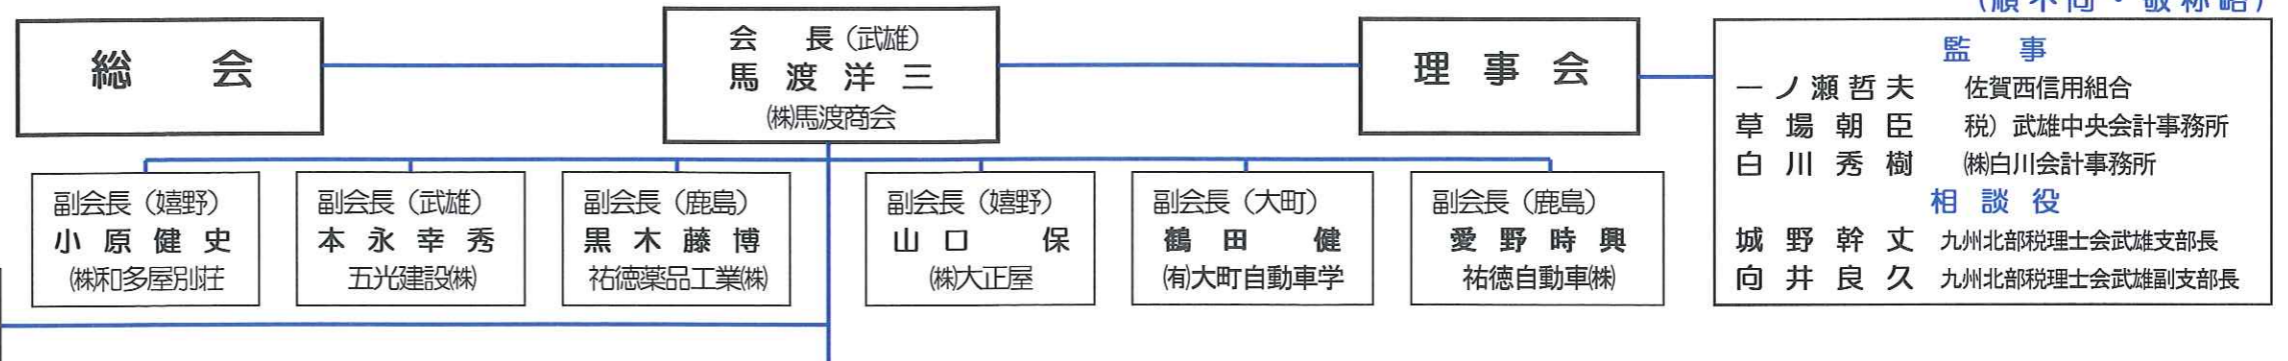 (順不同・敬称略)
総　会
会　長（武雄）
馬渡洋三
㈱馬渡商会
理事会
監　事
一ノ瀬哲夫　佐賀西信用組合
草場朝臣　税）武雄中央会計事務所
白川秀樹　㈱白川会計事務所
相談役
城野幹丈　九州北部税理士会武雄支部長
向井良久　九州北部税理士会武雄副支部長
副会長（嬉野）
小原健史
㈱和多屋別荘
副会長（武雄）
本永幸秀
五光建設㈱
副会長（鹿島）
黒木藤博
祐徳薬品工業㈱
副会長（嬉野）
山口　保
㈱大正屋
副会長（大町）
鶴田　健
㈲大町自動車学
副会長（鹿島）
愛野時興
祐徳自動車㈱